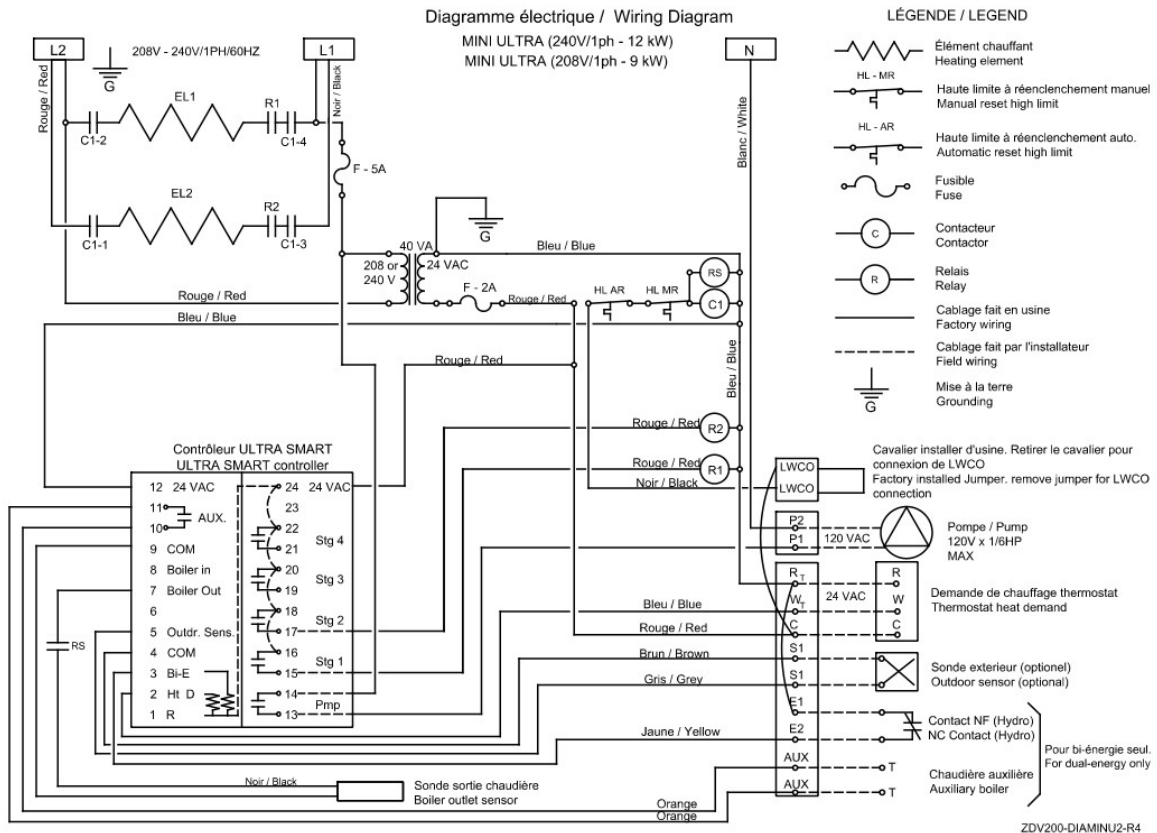 Diagramme électrique / Wiring Diagram
MINI ULTRA (240V/1ph - 12 kW)
MINI ULTRA (208V/1ph - 9 kW)
L2
208V - 240V/1PH/60HZ
L1
N
G
Rouge / Red
Noir / Black
Blanc / White
EL1
R1
C1-2
C1-4
F - 5A
EL2
R2
C1-1
C1-3
G
40 VA
Bleu / Blue
208 or
240 V
24 VAC
F - 2A
Rouge / Red
Rouge / Red
HL AR
HL MR
RS
C1
Bleu / Blue
Rouge / Red
Bleu / Blue
Rouge / Red
R2
Rouge / Red
R1
Noir / Black
LÉGENDE / LEGEND
Élément chauffant
Heating element
HL - MR
Haute limite à réenclenchement manuel
Manual reset high limit
HL - AR
Haute limite à réenclenchement auto.
Automatic reset high limit
Fusible
Fuse
C
Contacteur
Contactor
R
Relais
Relay
Cablage fait en usine
Factory wiring
Cablage fait par l'installateur
Field wiring
G
Mise à la terre
Grounding
Contrôleur ULTRA SMART
ULTRA SMART controller
12 24 VAC
11
AUX.
10
9 COM
8 Boiler in
7 Boiler Out
6
5 Outdr. Sens.
4 COM
3 Bi-E
2 Ht D
1 R
24 24 VAC
23
22
Stg 4
21
20
Stg 3
19
18
Stg 2
17
16
Stg 1
15
14
Pmp
13
RS
LWCO
LWCO
Cavalier installer d'usine. Retirer le cavalier pour
connexion de LWCO
Factory installed Jumper. remove jumper for LWCO
connection
P2
P1
120 VAC
Pompe / Pump
120V x 1/6HP
MAX
RT
24 VAC
R
WT
W
C
C
Demande de chauffage thermostat
Thermostat heat demand
Bleu / Blue
Rouge / Red
Brun / Brown
S1
Gris / Grey
S1
Sonde exterieur (optionel)
Outdoor sensor (optional)
E1
Jaune / Yellow
E2
Contact NF (Hydro)
NC Contact (Hydro)
AUX
T
AUX
T
Chaudière auxilière
Auxiliary boiler
Pour bi-énergie seul.
For dual-energy only
Noir / Black
Sonde sortie chaudière
Boiler outlet sensor
Orange
Orange
ZDV200-DIAMINU2-R4